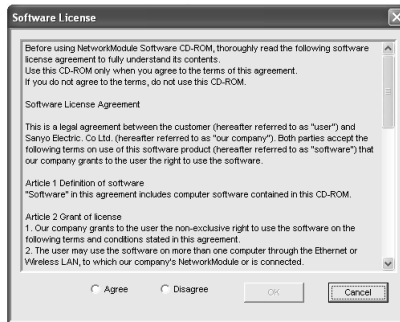 Software License
Before using NetworkModule Software CD-ROM, thoroughly read the following software
license agreement to fully understand its contents.
Use this CD-ROM only when you agree to the terms of this agreement.
If you do not agree to the terms, do not use this CD-ROM.
Software License Agreement
This is a legal agreement between the customer (hereafter referred to as "user") and
Sanyo Electric. Co Ltd. (hereafter referred to as "our company"). Both parties accept the
following terms on use of this software product (hereafter referred to as "software") that
our company grants to the user the right to use the software.
Article 1 Definition of software
"Software" in this agreement includes computer software contained in this CD-ROM.
Article 2 Grant of license
1. Our company grants to the user the non-exclusive right to use the software on the
following terms and conditions stated in this agreement.
2. The user may use the software on more than one computer through the Ethernet or
Wireless LAN, to which our company's NetworkModule or is connected.
Agree Disagree OK Cancel